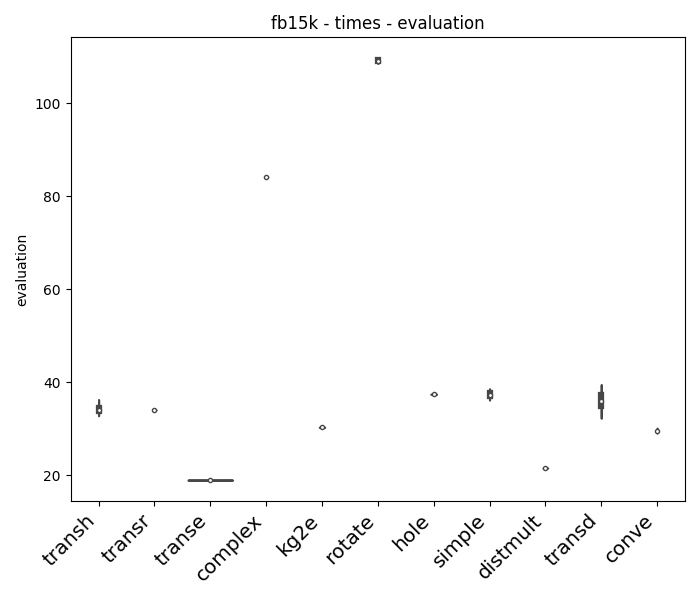 fb15k - times - evaluation
evaluation
100
80
60
40
20
transh
transr
transe
complex
kg2e
rotate
hole
simple
distmult
transd
conve